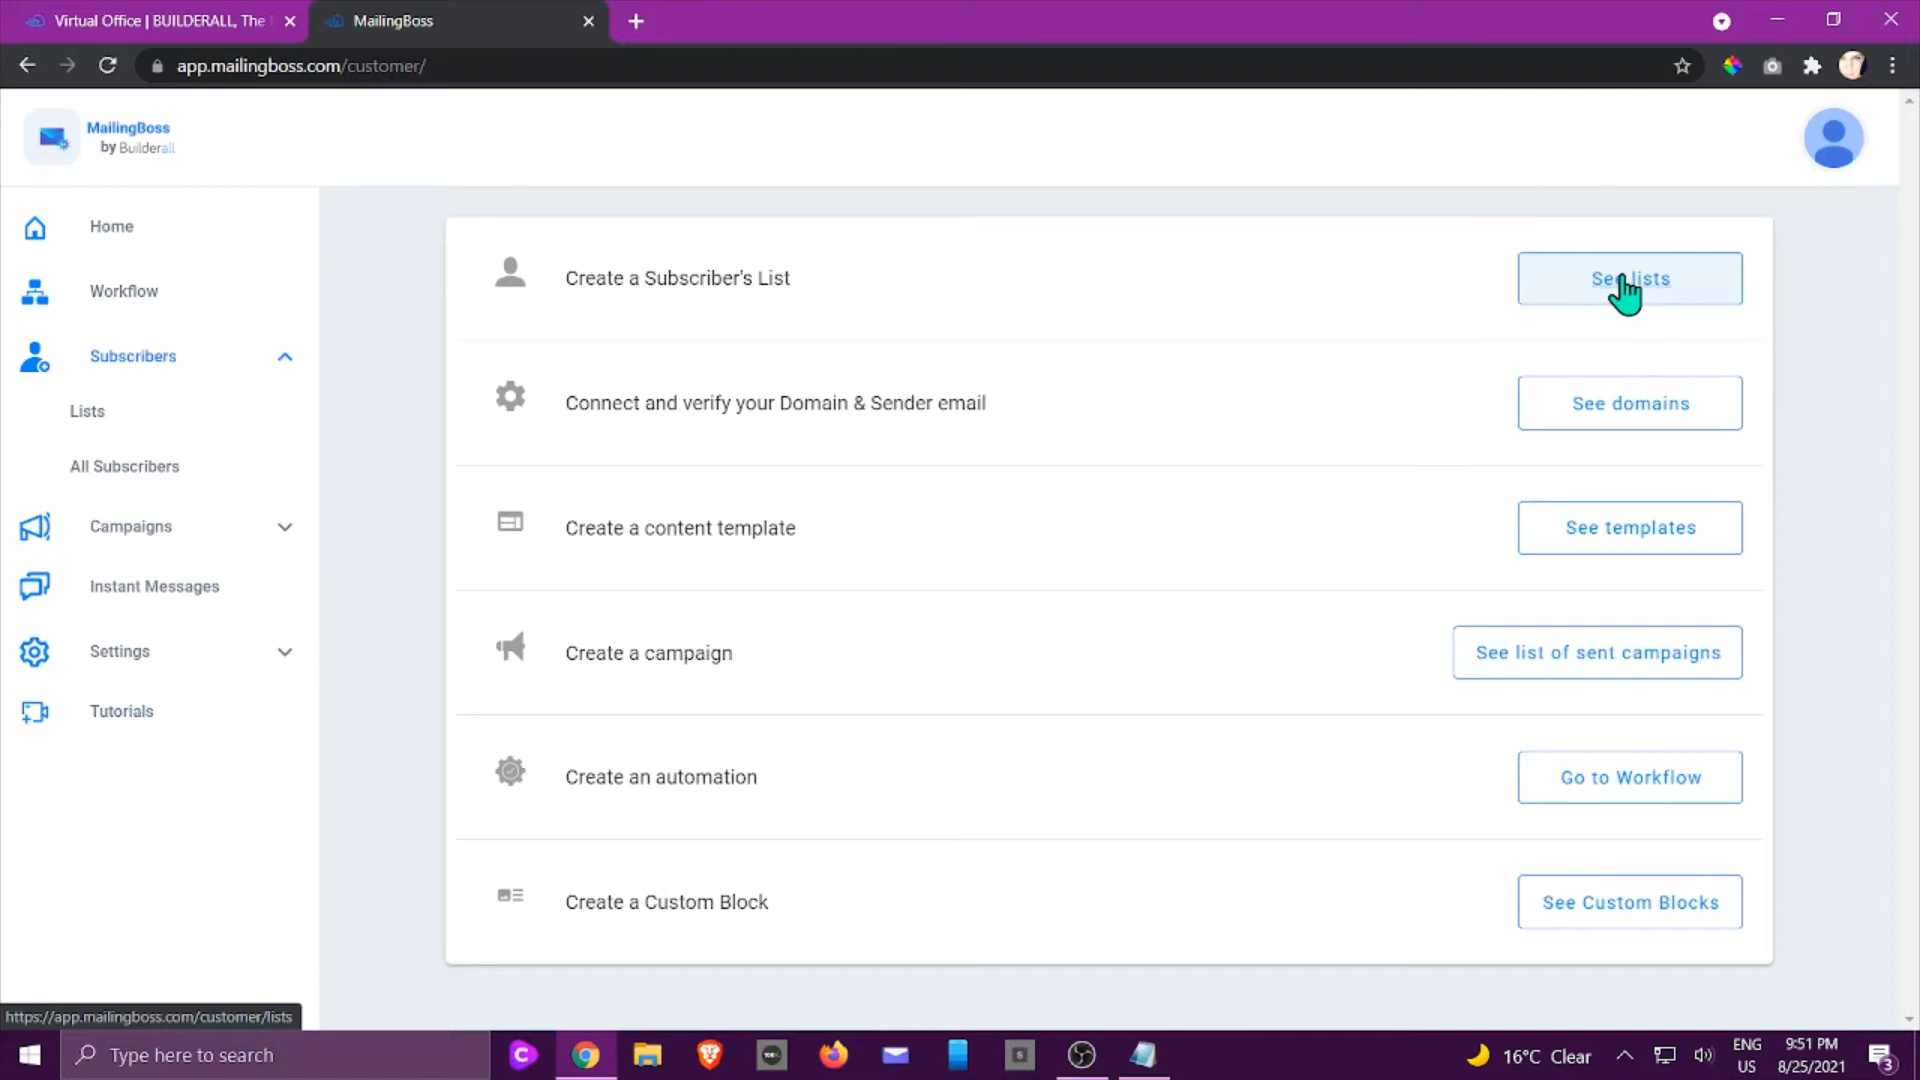 Virtual Office | BUILDERALL, The
MailingBoss
app.mailingboss.com/customer/
MailingBoss
by Builderall
Home
Workflow
Subscribers
Lists
All Subscribers
Campaigns
Instant Messages
Settings
Tutorials
Create a Subscriber's List
See lists
Connect and verify your Domain & Sender email
See domains
Create a content template
See templates
Create a campaign
See list of sent campaigns
Create an automation
Go to Workflow
Create a Custom Block
See Custom Blocks
https://app.mailingboss.com/customer/lists
Type here to search
16°C Clear
ENG
US
9:51 PM
8/25/2021
3